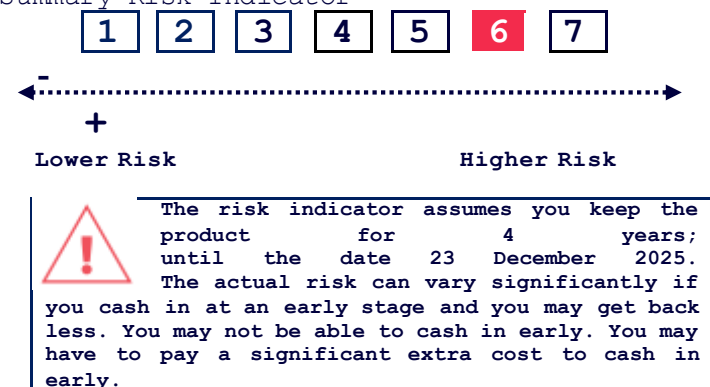 Summary Risk Indicator
1 2 3 4 5 6 7
-
+
Lower Risk Higher Risk
The risk indicator assumes you keep the
product for 4 years;
until the date 23 December 2025.
The actual risk can vary significantly if
you cash in at an early stage and you may get back
less. You may not be able to cash in early. You may
have to pay a significant extra cost to cash in
early.